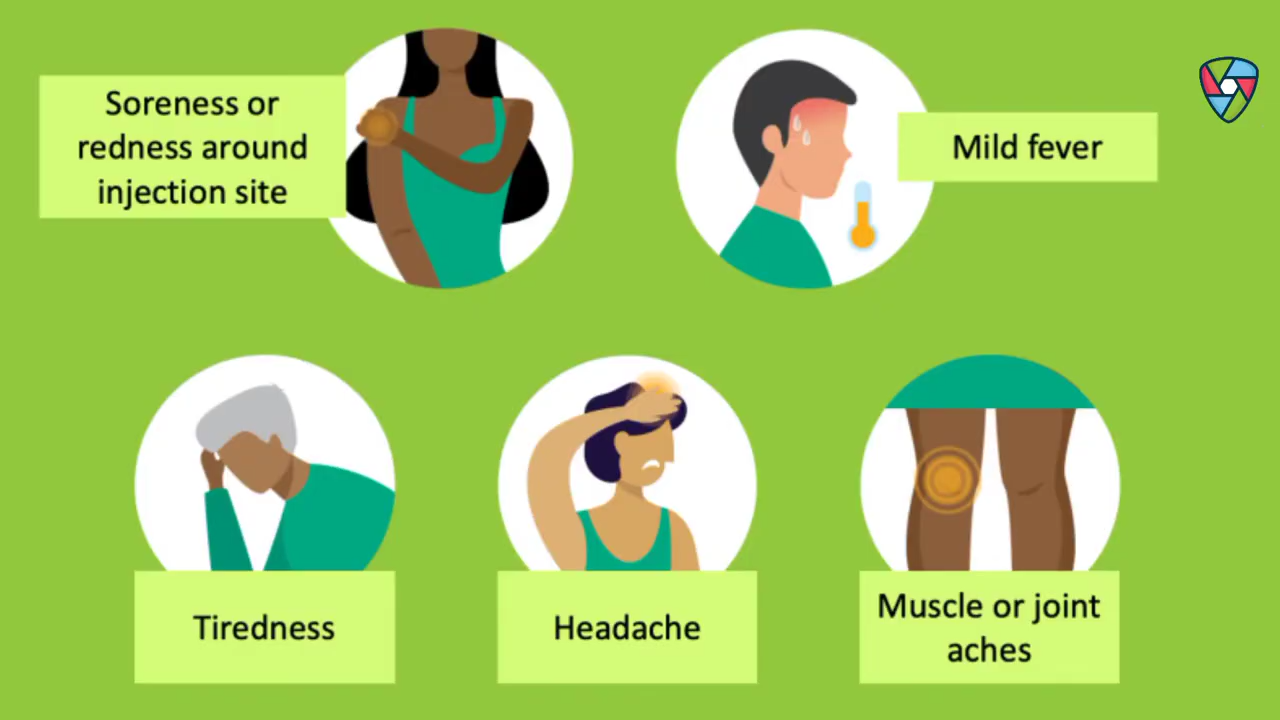 Soreness or
redness around
injection site
Mild fever
Tiredness
Headache
Muscle or joint
aches